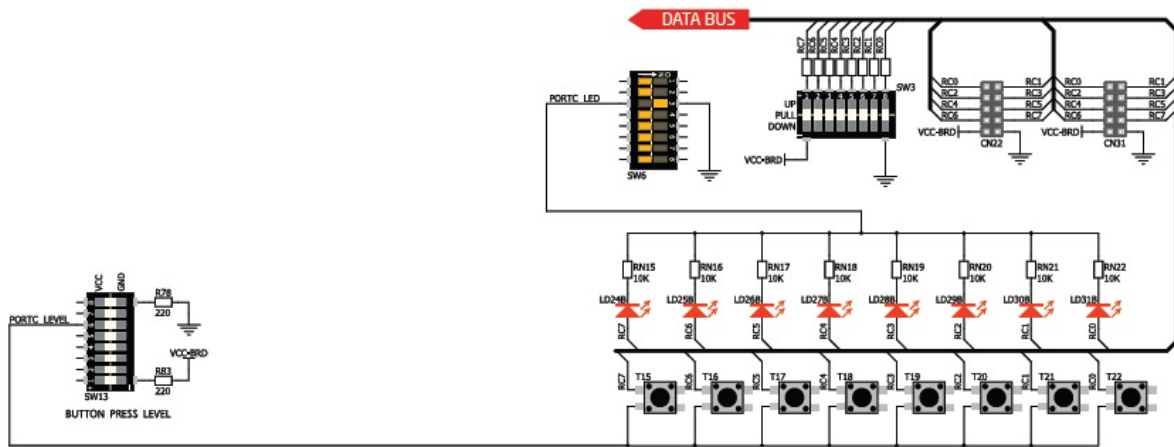 DATA BUS
RC7
RC6
RC5
RC4
RC3
RC2
RC1
RC0
SW3
UP
PULL
DOWN
VCC-BRD
PORTC LED
SW6
RC0 RC1
RC2 RC3
RC4 RC5
RC6 RC7
VCC-BRD
CN22
RC0 RC1
RC2 RC3
RC4 RC5
RC6 RC7
VCC-BRD
CN31
RN15 RN16 RN17 RN18 RN19 RN20 RN21 RN22
10K 10K 10K 10K 10K 10K 10K 10K
LD24B LD25B LD26B LD27B LD28B LD29B LD30B LD31B
RC7 RC6 RC5 RC4 RC3 RC2 RC1 RC0
RC7 RC6 RC5 RC4 RC3 RC2 RC1 RC0
T15 T16 T17 T18 T19 T20 T21 T22
VCC GND
R78
220
PORTC LEVEL
VCC-BRD
R83
220
SW13
BUTTON PRESS LEVEL